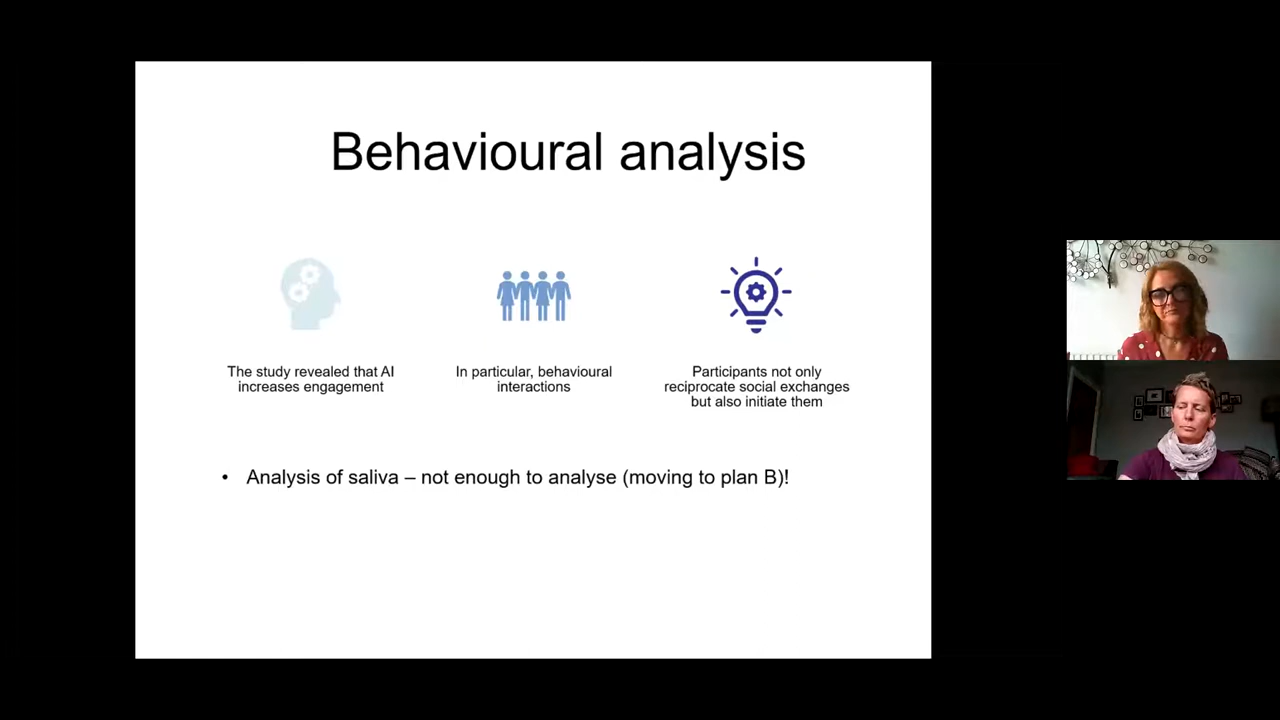 Behavioural analysis
The study revealed that AI
increases engagement
In particular, behavioural
interactions
Participants not only
reciprocate social exchanges
but also initiate them
• Analysis of saliva – not enough to analyse (moving to plan B)!